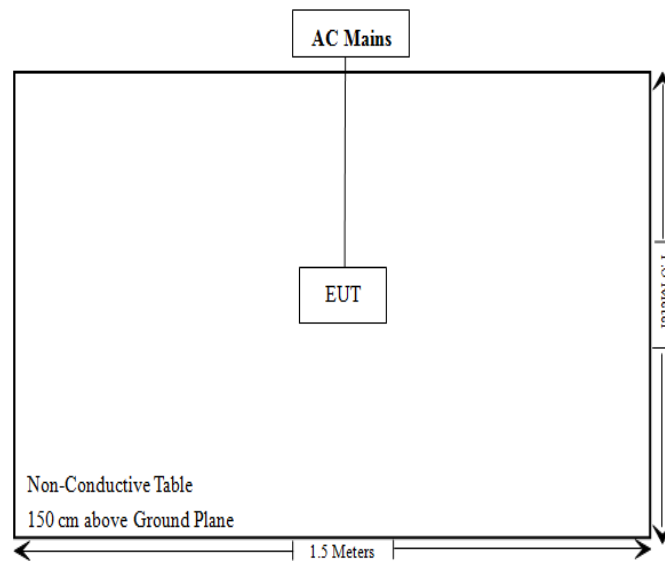 AC Mains
EUT
Non-Conductive Table
150 cm above Ground Plane
1.5 Meters